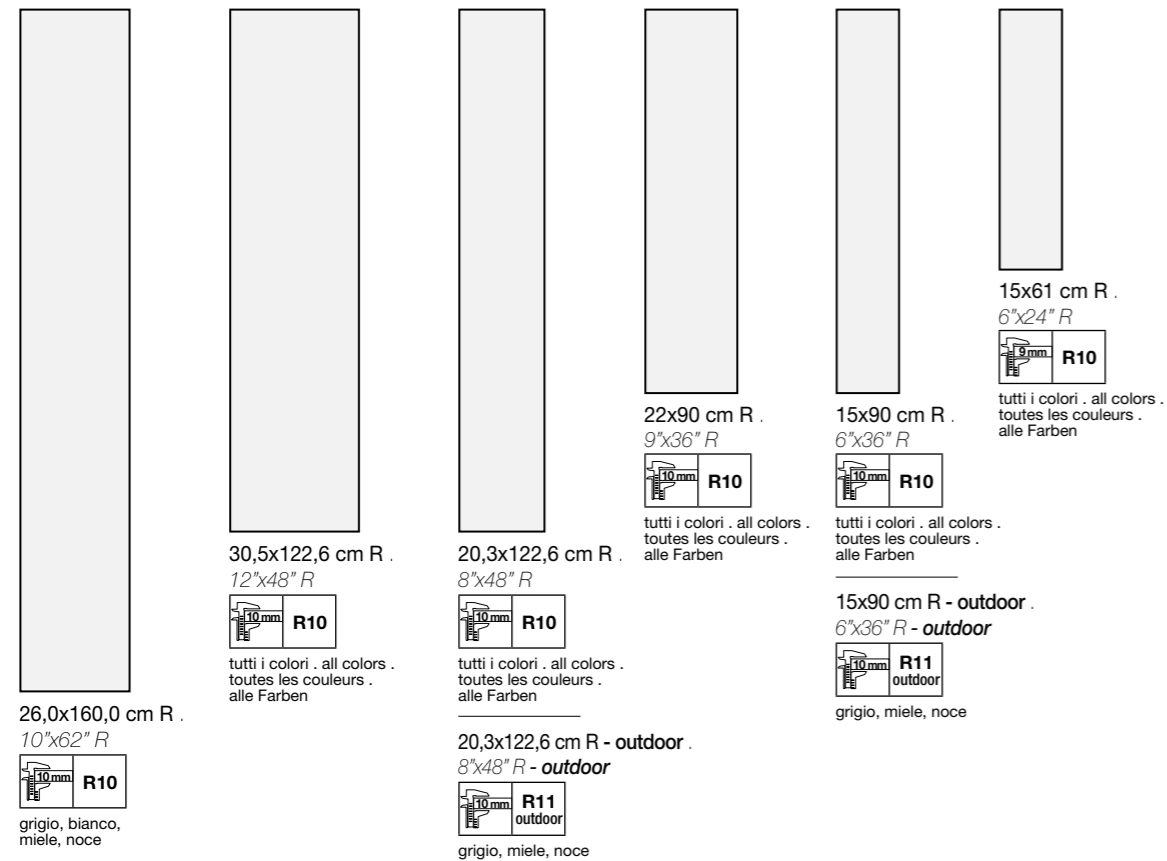 26,0x160,0 cm R .
10”x62” R
10 mm R10
grigio, bianco,
miele, noce
30,5x122,6 cm R .
12”x48” R
10 mm R10
tutti i colori . all colors .
toutes les couleurs .
alle Farben
20,3x122,6 cm R .
8”x48” R
10 mm R10
tutti i colori . all colors .
toutes les couleurs .
alle Farben
20,3x122,6 cm R - outdoor .
8”x48” R - outdoor
10 mm R11
outdoor
grigio, miele, noce
22x90 cm R .
9”x36” R
10 mm R10
tutti i colori . all colors .
toutes les couleurs .
alle Farben
15x90 cm R .
6”x36” R
10 mm R10
tutti i colori . all colors .
toutes les couleurs .
alle Farben
15x90 cm R - outdoor .
6”x36” R - outdoor
10 mm R11
outdoor
grigio, miele, noce
15x61 cm R .
6”x24” R
9 mm R10
tutti i colori . all colors .
toutes les couleurs .
alle Farben